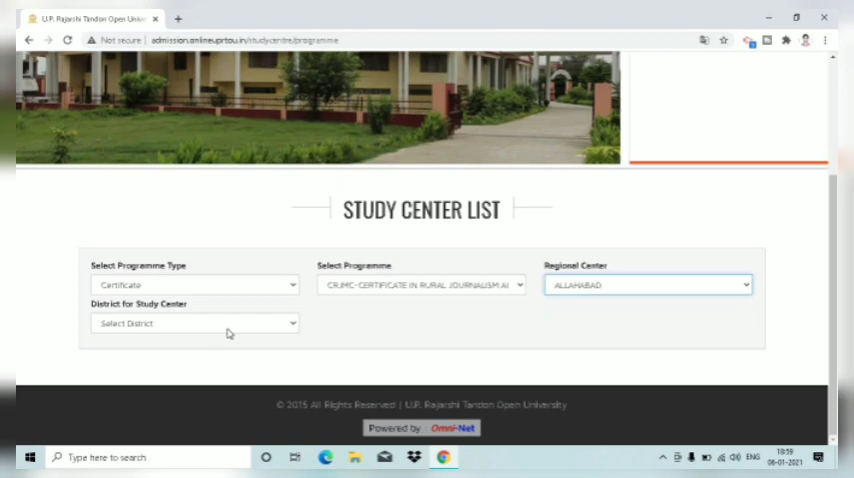 U.P. Rajarshi Tandon Open Univer
Not secure | admission.onlineuprtou.in/studycentre/programme
STUDY CENTER LIST
Select Programme Type
Select Programme
Regional Center
Certificate
CRJMC-CERTIFICATE IN RURAL JOURNALISM AI
ALLAHABAD
District for Study Center
Select District
© 2015 All Rights Reserved | U.P. Rajarshi Tandon Open University
Powered by : Omni-Net
Type here to search
ENG
18:59
06-01-2021